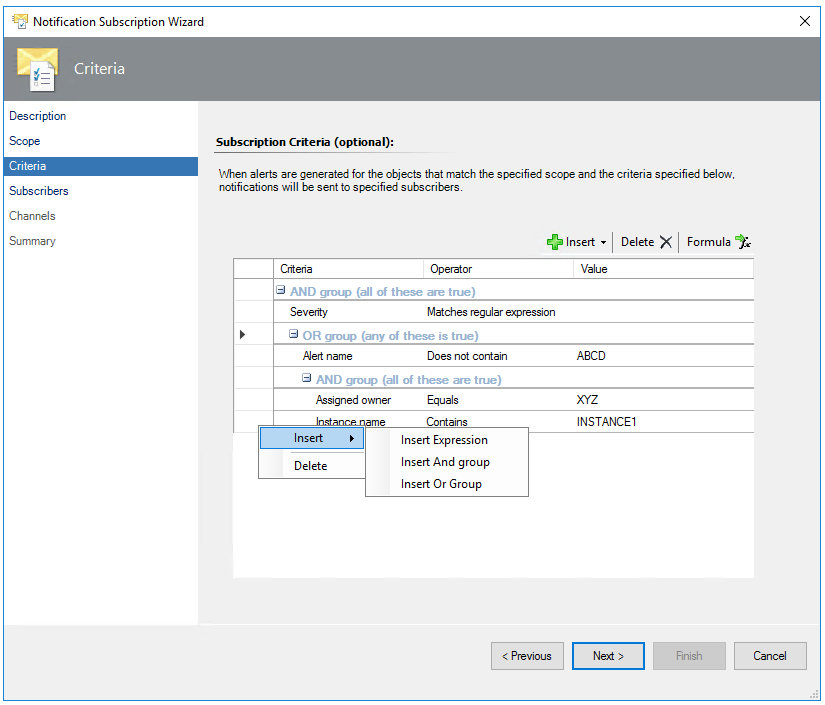 Notification Subscription Wizard
Criteria
Description
Scope
Criteria
Subscribers
Channels
Summary
Subscription Criteria (optional):
When alerts are generated for the objects that match the specified scope and the criteria specified below,
notifications will be sent to specified subscribers.
Insert Delete Formula
Criteria Operator Value
AND group (all of these are true)
Severity Matches regular expression
OR group (any of these is true)
Alert name Does not contain ABCD
AND group (all of these are true)
Assigned owner Equals XYZ
Instance name Contains INSTANCE1
Insert
Delete
Insert Expression
Insert And group
Insert Or Group
< Previous Next > Finish Cancel